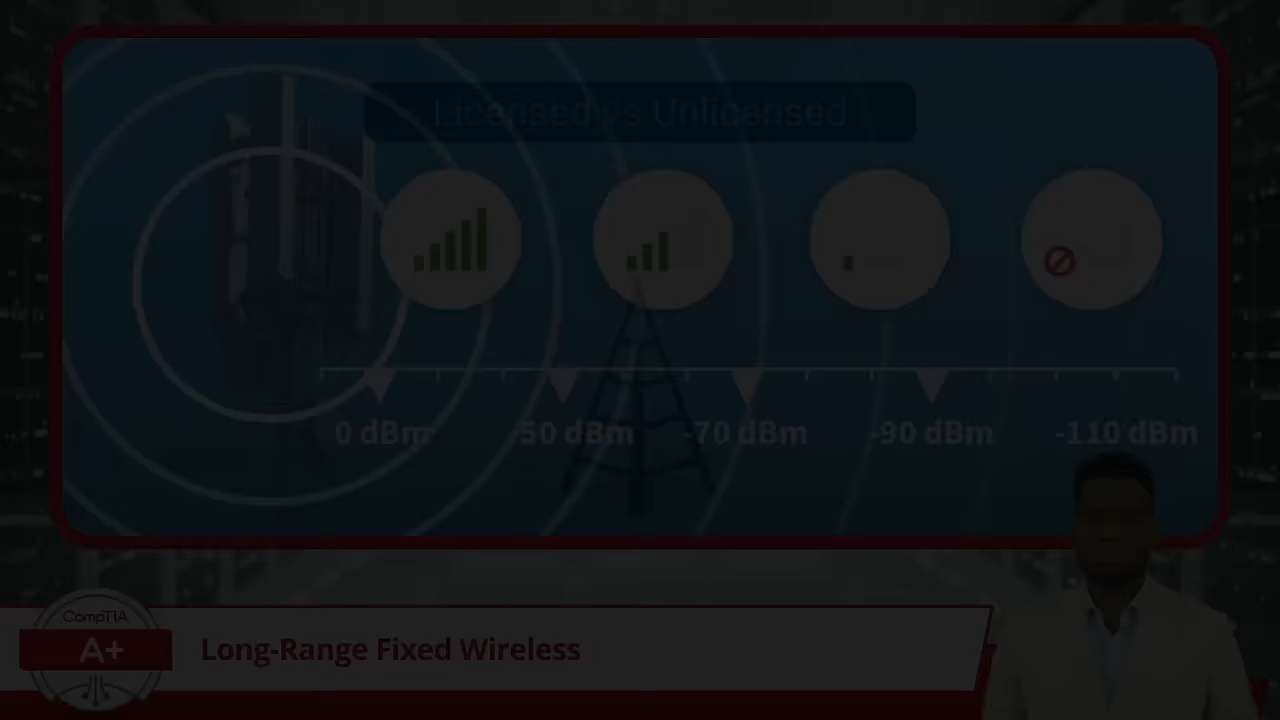 Licensed vs Unlicensed
0 dBm
-50 dBm
-70 dBm
-90 dBm
-110 dBm
CompTIA
A+
Long-Range Fixed Wireless